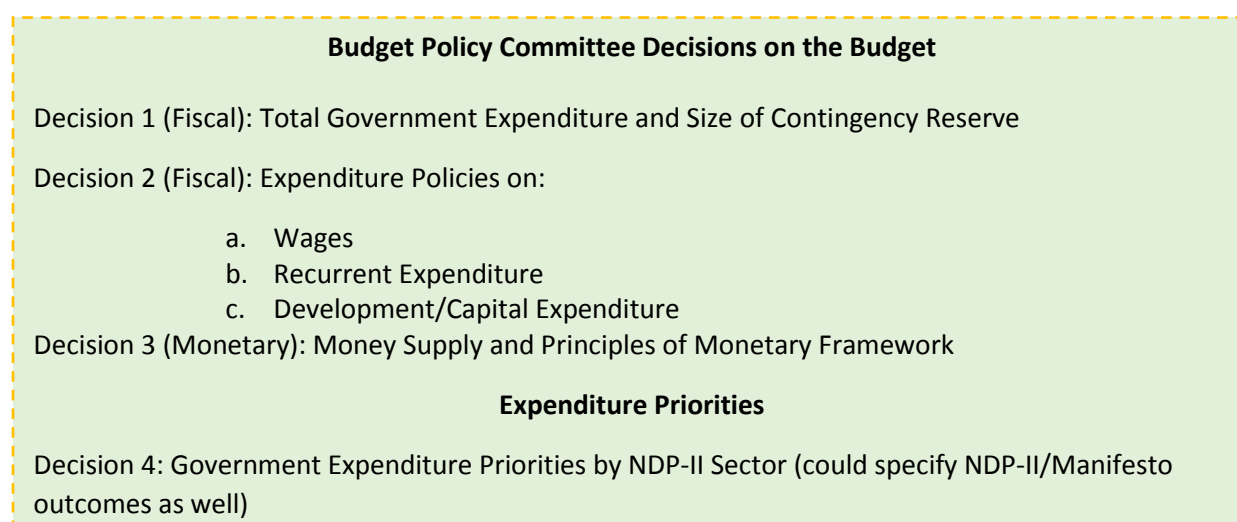 Budget Policy Committee Decisions on the Budget
Decision 1 (Fiscal): Total Government Expenditure and Size of Contingency Reserve
Decision 2 (Fiscal): Expenditure Policies on:
a. Wages
b. Recurrent Expenditure
c. Development/Capital Expenditure
Decision 3 (Monetary): Money Supply and Principles of Monetary Framework
Expenditure Priorities
Decision 4: Government Expenditure Priorities by NDP-II Sector (could specify NDP-II/Manifesto
outcomes as well)